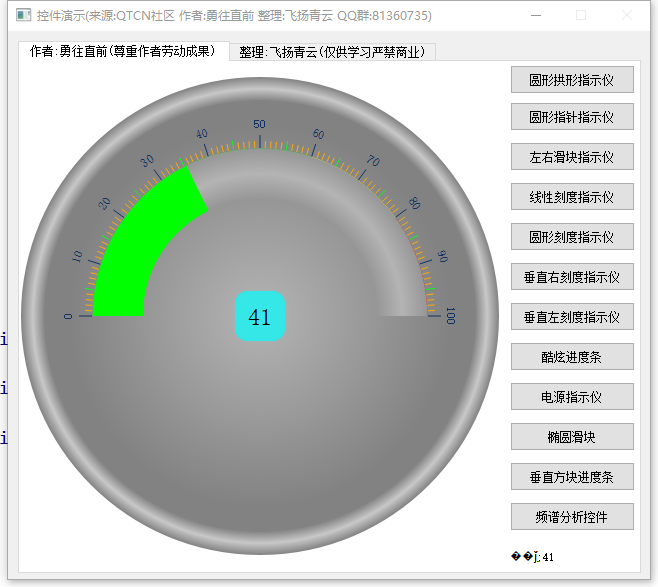 控件演示(来源:QTCN社区 作者:勇往直前 整理:飞扬青云 QQ群:81360735)
作者:勇往直前(尊重作者劳动成果)
整理:飞扬青云(仅供学习严禁商业)
0
10
20
30
40
50
60
70
80
90
100
41
圆形拱形指示仪
圆形指针指示仪
左右滑块指示仪
线性刻度指示仪
圆形刻度指示仪
垂直右刻度指示仪
垂直左刻度指示仪
酷炫进度条
电源指示仪
椭圆滑块
垂直方块进度条
频谱分析控件
41
i
i
i